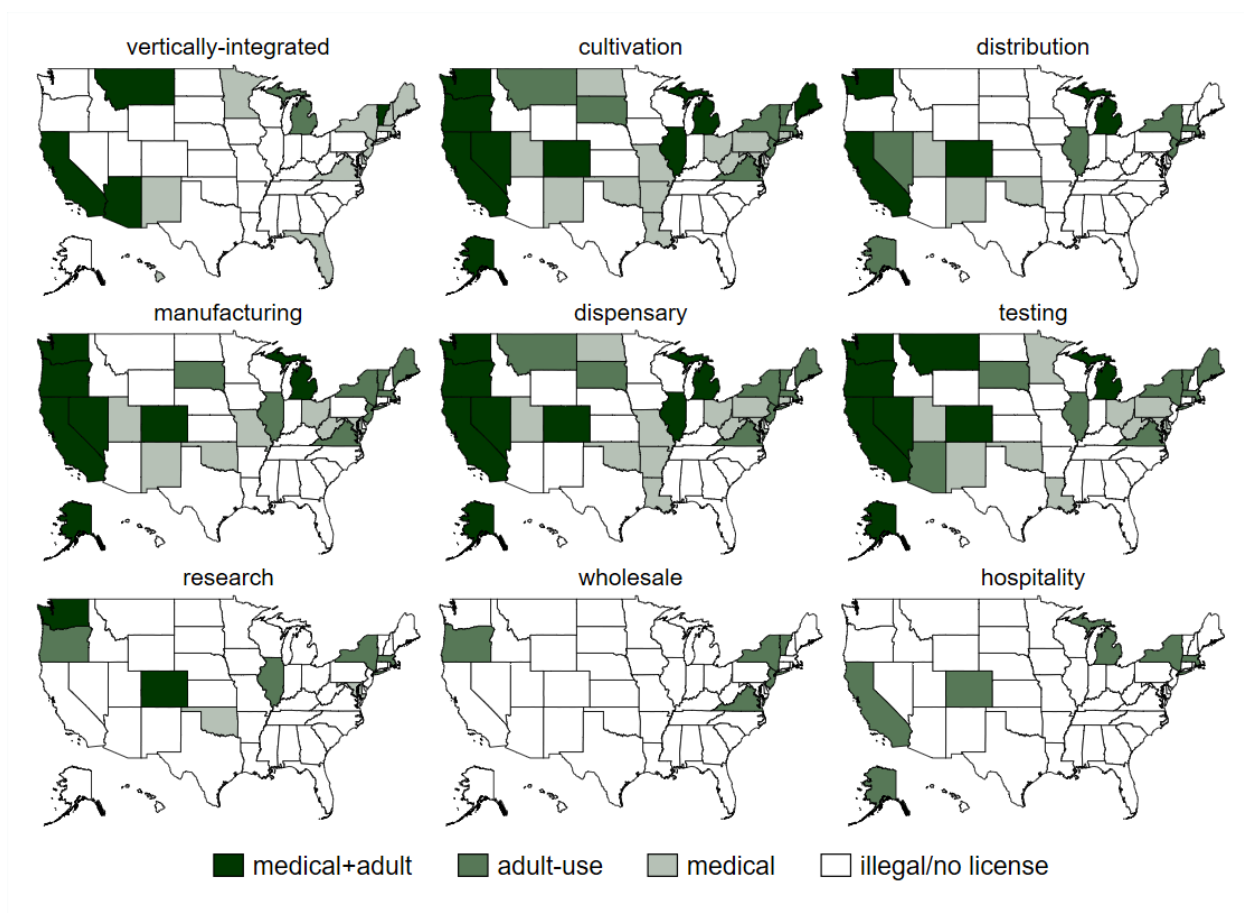 vertically-integrated cultivation distribution
manufacturing dispensary testing
research wholesale hospitality
medical+adult adult-use medical illegal/no license